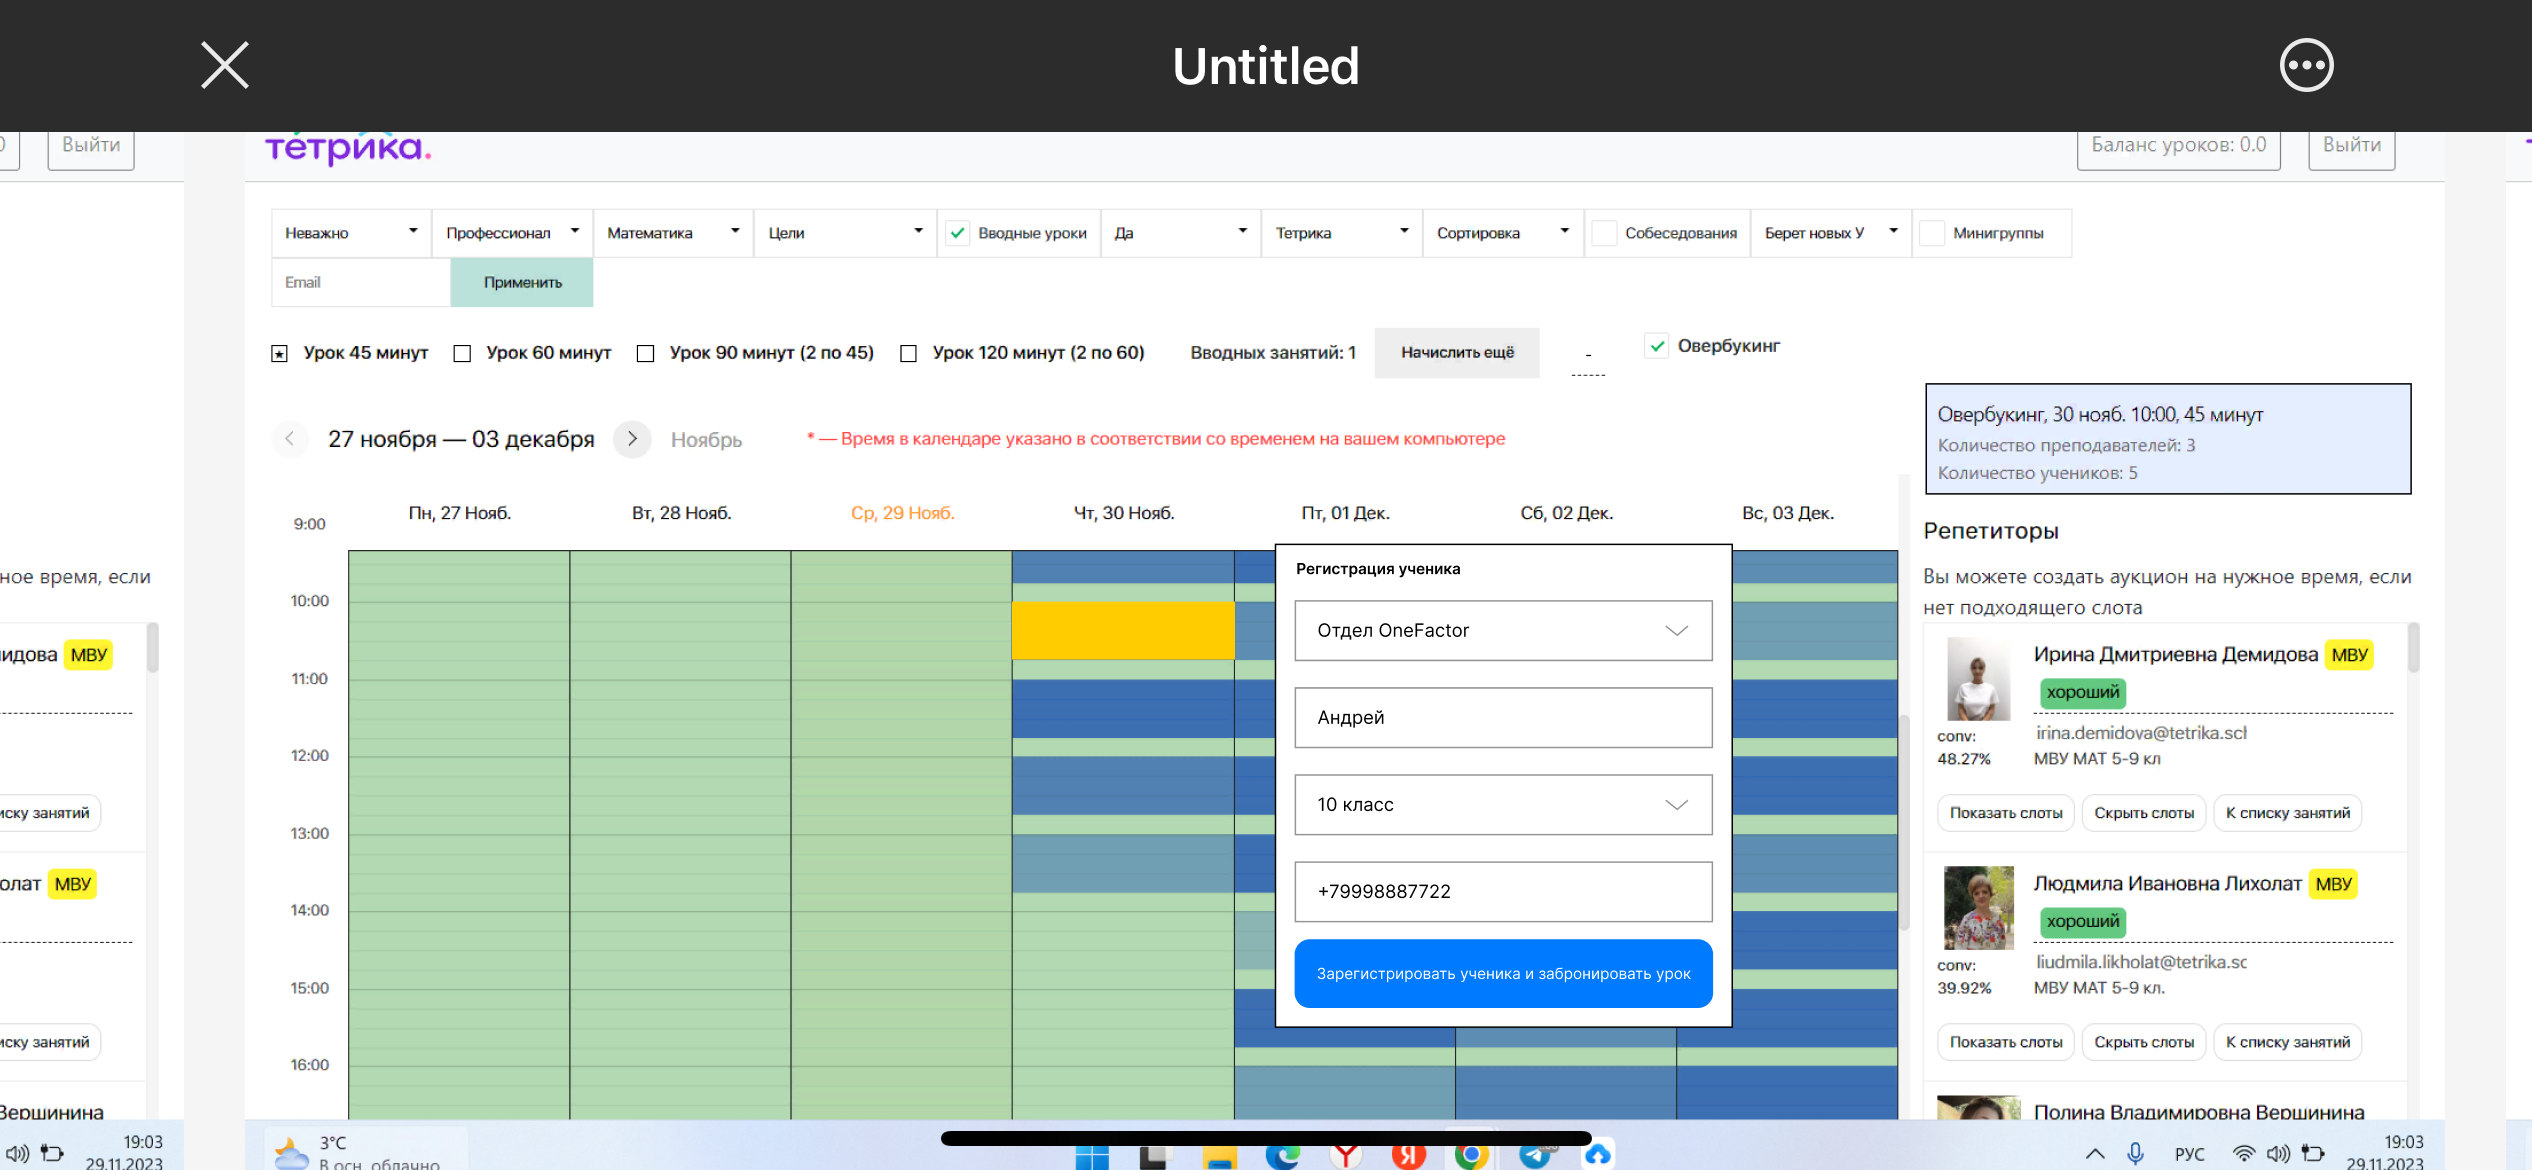 Untitled
Выйти
тетрика.
Баланс уроков: 0.0
Выйти
Неважно
Профессионал
Математика
Цели
Вводные уроки
Да
Тетрика
Сортировка
Собеседования
Берет новых У
Минигруппы
Email
Применить
Урок 45 минут
Урок 60 минут
Урок 90 минут (2 по 45)
Урок 120 минут (2 по 60)
Вводных занятий: 1
Начислить ещё
-
Овербукинг
27 ноября — 03 декабря
Ноябрь
* — Время в календаре указано в соответствии со временем на вашем компьютере
Овербукинг, 30 нояб. 10:00, 45 минут
Количество преподавателей: 3
Количество учеников: 5
Пн, 27 Нояб.
Вт, 28 Нояб.
Ср, 29 Нояб.
Чт, 30 Нояб.
Пт, 01 Дек.
Сб, 02 Дек.
Вс, 03 Дек.
9:00
10:00
11:00
12:00
13:00
14:00
15:00
16:00
Регистрация ученика
Отдел OneFactor
Андрей
10 класс
+79998887722
Зарегистрировать ученика и забронировать урок
Репетиторы
Вы можете создать аукцион на нужное время, если
нет подходящего слота
Ирина Дмитриевна Демидова МВУ
хороший
irina.demidova@tetrika.scl
conv:
48.27%
МВУ МАТ 5-9 кл
Показать слоты
Скрыть слоты
К списку занятий
Людмила Ивановна Лихолат МВУ
хороший
liudmila.likholat@tetrika.sc
conv:
39.92%
МВУ МАТ 5-9 кл.
Показать слоты
Скрыть слоты
К списку занятий
Полина Владимировна Вершинина
ное время, если
идова МВУ
иску занятий
олат МВУ
иску занятий
Вершинина
19:03
29.11.2023
3°C
В осн. облачно
РУС
19:03
29.11.2023